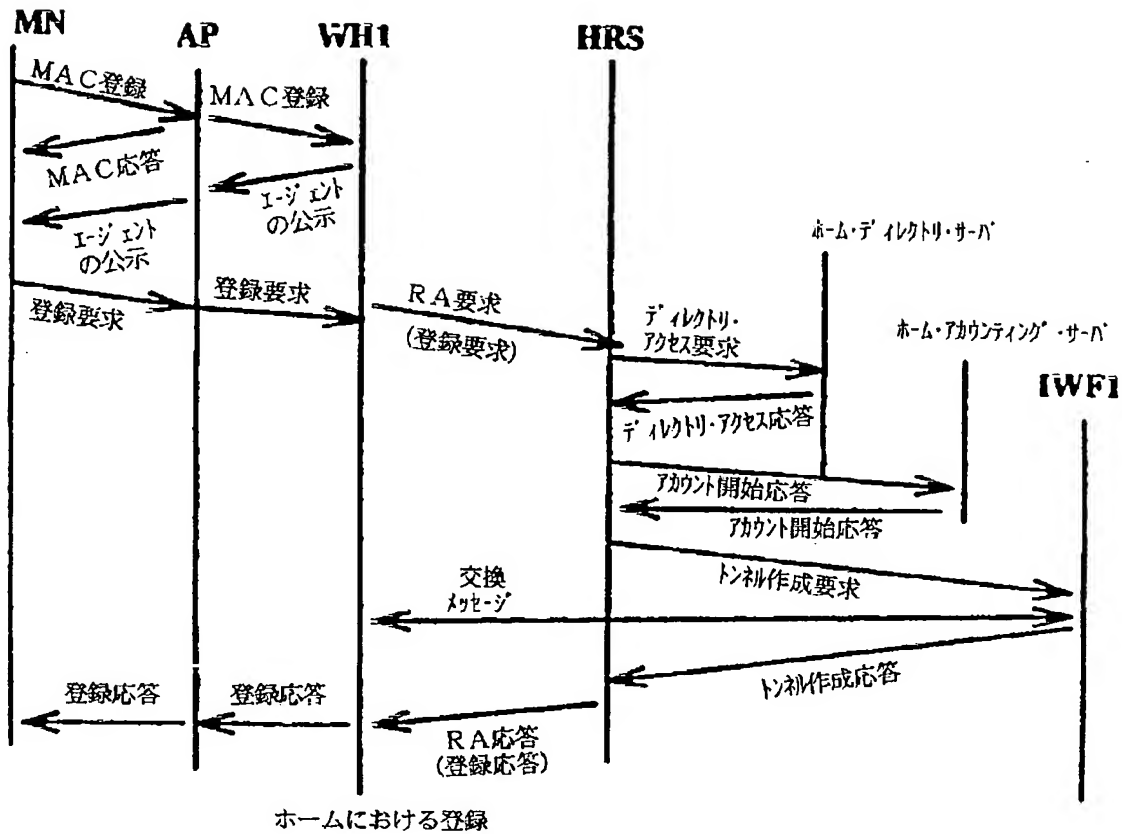 MN
AP
WH1
HRS
MAC登録
MAC登録
MAC応答
エージェント
の公示
エージェント
の公示
ホーム・ディレクトリ・サーバ
登録要求
登録要求
RA要求
(登録要求)
ディレクトリ・
アクセス要求
ホーム・アカウンティング・サーバ
IWF1
ディレクトリ・アクセス応答
アカウント開始応答
アカウント開始応答
トンネル作成要求
交換
メッセージ
トンネル作成応答
登録応答
登録応答
RA応答
(登録応答)
ホームにおける登録